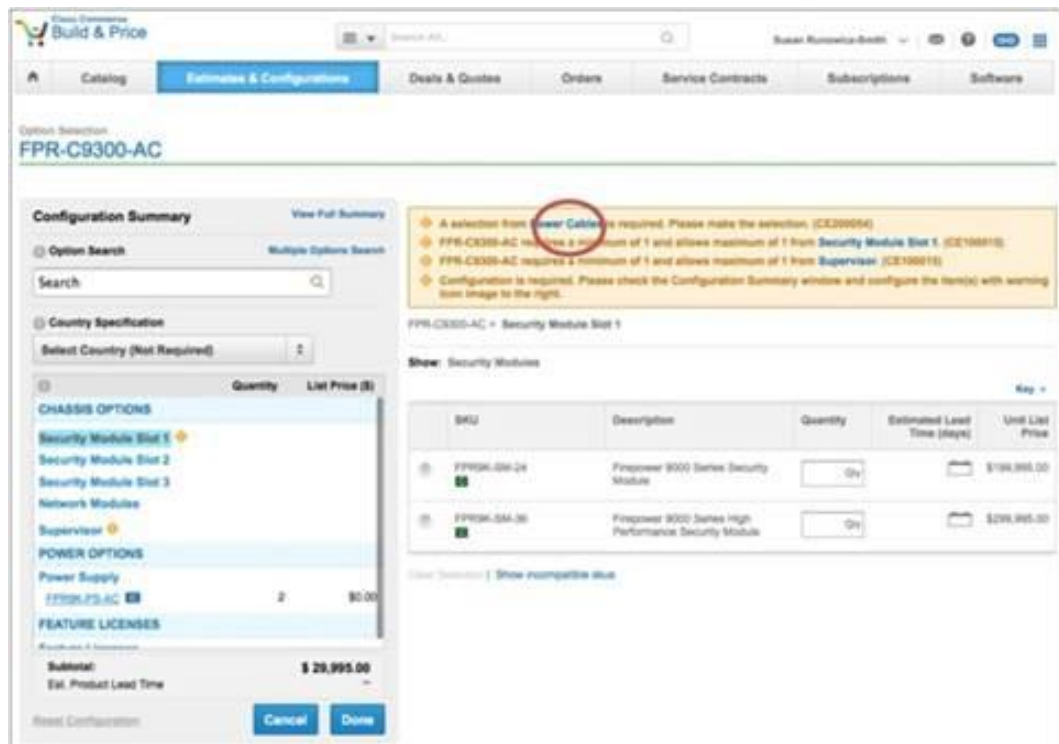 Cisco Commerce
Build & Price
Search All..
Susan Runowicz-Smith
Catalog
Estimates & Configurations
Deals & Quotes
Orders
Service Contracts
Subscriptions
Software
Option Selection
FPR-C9300-AC
Configuration Summary
View Full Summary
Option Search
Multiple Options Search
Search
Country Specification
Select Country (Not Required)
Quantity List Price ($)
CHASSIS OPTIONS
Security Module Slot 1
Security Module Slot 2
Security Module Slot 3
Network Modules
Supervisor
POWER OPTIONS
Power Supply
FPR9K-PS-AC 2 $0.00
FEATURE LICENSES
Feature Licenses
Subtotal: $ 29,995.00
Est. Product Lead Time --
Reset Configuration
Cancel
Done
A selection from Power Cables is required. Please make the selection. (CE200054)
FPR-C9300-AC requires a minimum of 1 and allows maximum of 1 from Security Module Slot 1. (CE100015)
FPR-C9300-AC requires a minimum of 1 and allows maximum of 1 from Supervisor. (CE100015)
Configuration is required. Please check the Configuration Summary window and configure the item(s) with warning
icon image to the right.
FPR-C9300-AC > Security Module Slot 1
Show: Security Modules
Key +
SKU Description Quantity Estimated Lead Unit List
Time (days) Price
FPR9K-SM-24 Firepower 9000 Series Security Qty $199,995.00
Module
FPR9K-SM-36 Firepower 9000 Series High Qty $299,995.00
Performance Security Module
Clear Selection | Show incompatible skus